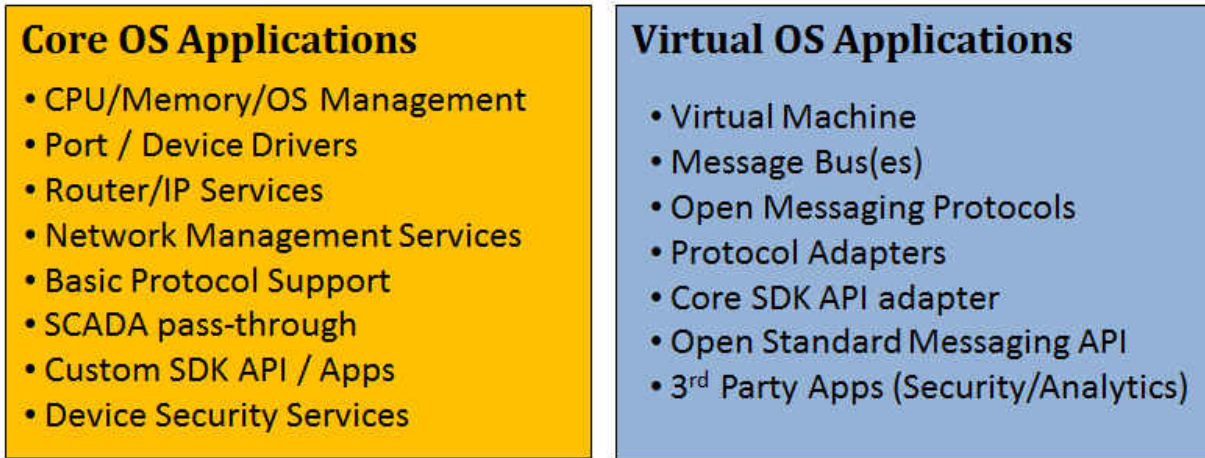 Core OS Applications
• CPU/Memory/OS Management
• Port / Device Drivers
• Router/IP Services
• Network Management Services
• Basic Protocol Support
• SCADA pass-through
• Custom SDK API / Apps
• Device Security Services
Virtual OS Applications
• Virtual Machine
• Message Bus(es)
• Open Messaging Protocols
• Protocol Adapters
• Core SDK API adapter
• Open Standard Messaging API
• 3rd Party Apps (Security/Analytics)